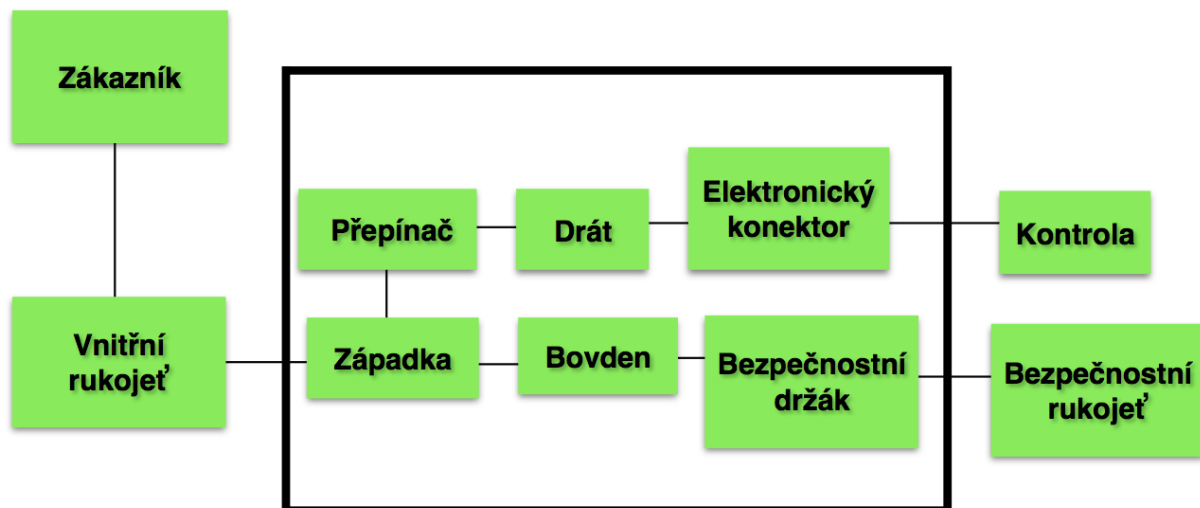 Zákazník
Přepínač
Drát
Elektronický
konektor
Kontrola
Vnitřní
rukojeť
Západka
Bovden
Bezpečnostní
držák
Bezpečnostní
rukojeť